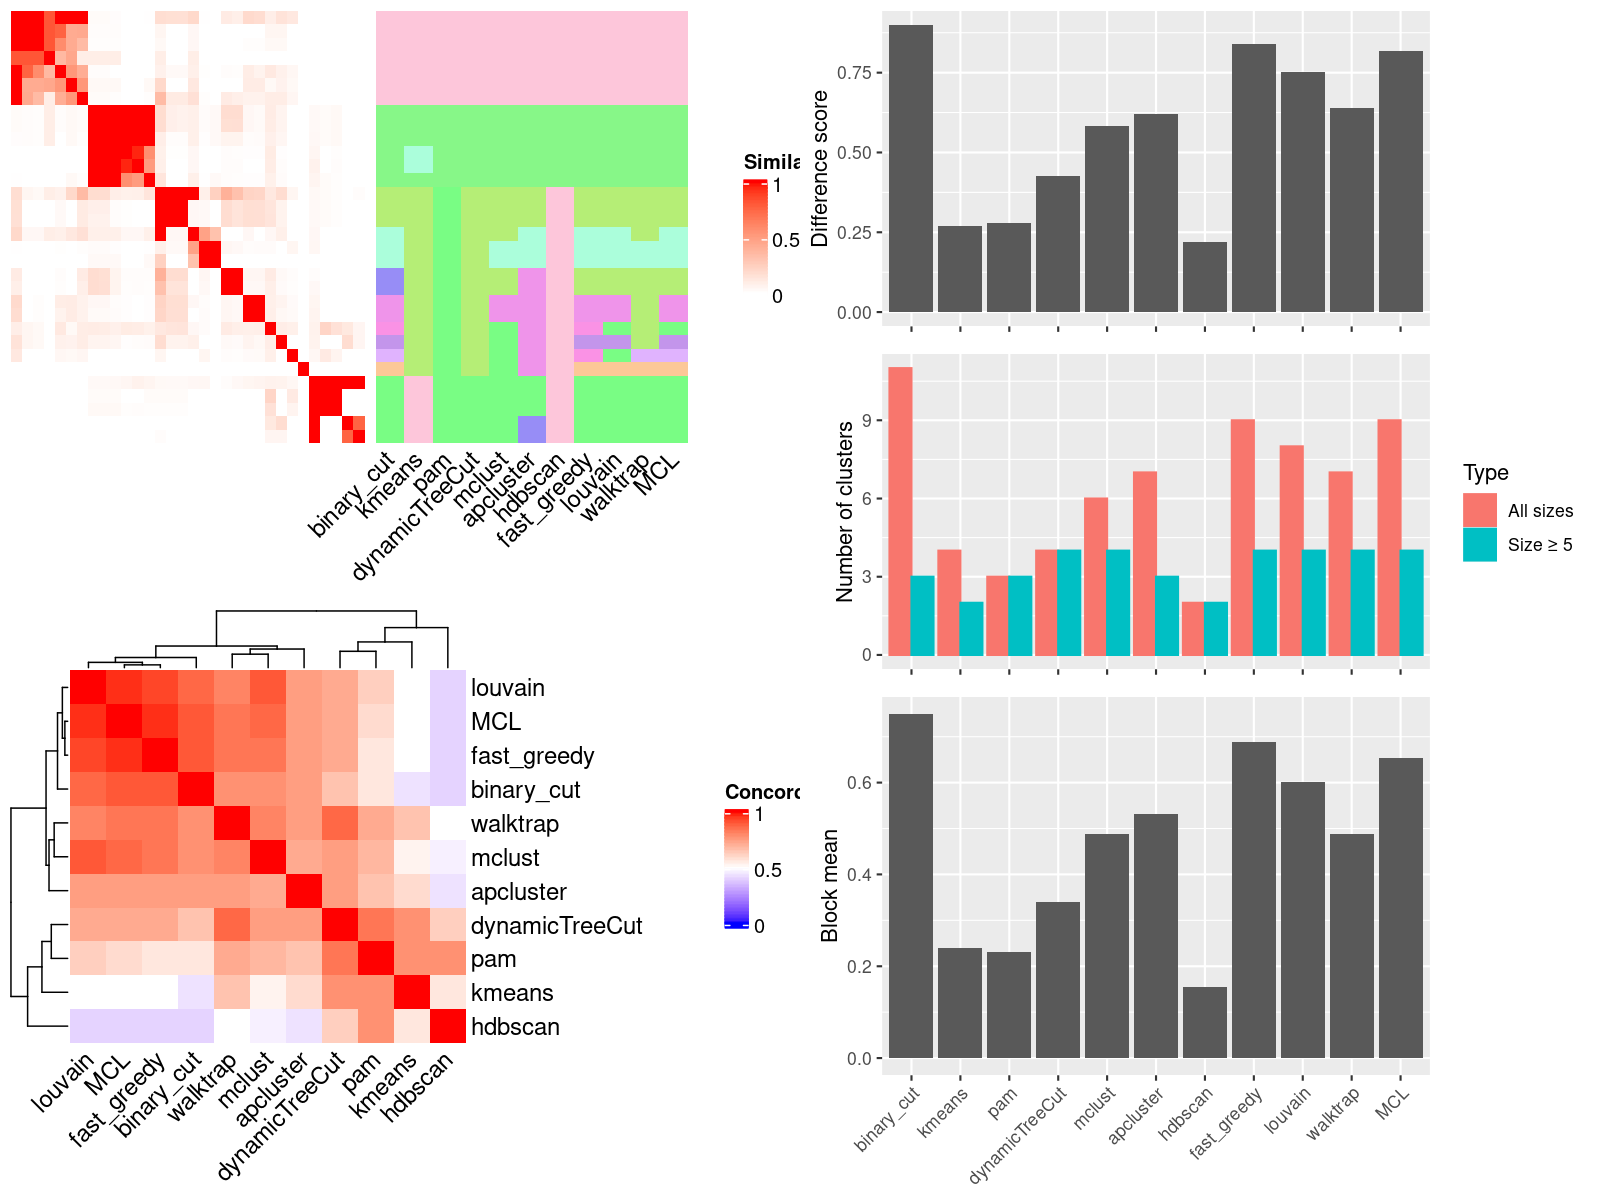 Simila
1
0.5
0
binary_cut
kmeans
pam
dynamicTreeCut
mclust
apcluster
hdbscan
fast_greedy
louvain
walktrap
MCL
Difference score
0.75
0.50
0.25
0.00
Number of clusters
9
6
3
0
Type
All sizes
Size ≥ 5
louvain
MCL
fast_greedy
binary_cut
walktrap
mclust
apcluster
dynamicTreeCut
pam
kmeans
hdbscan
louvain
MCL
fast_greedy
binary_cut
walktrap
mclust
apcluster
dynamicTreeCut
pam
kmeans
hdbscan
Concord
1
0.5
0
Block mean
0.6
0.4
0.2
0.0
binary_cut
kmeans
pam
dynamicTreeCut
mclust
apcluster
hdbscan
fast_greedy
louvain
walktrap
MCL